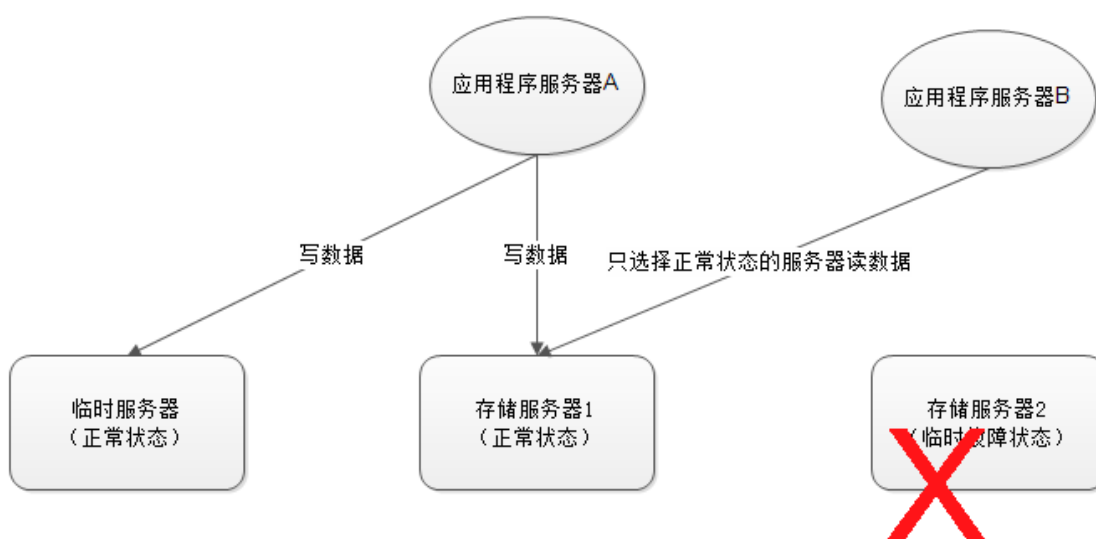 应用程序服务器A
应用程序服务器B
写数据
写数据
只选择正常状态的服务器读数据
临时服务器
（正常状态）
存储服务器1
（正常状态）
存储服务器2
（临时故障状态）